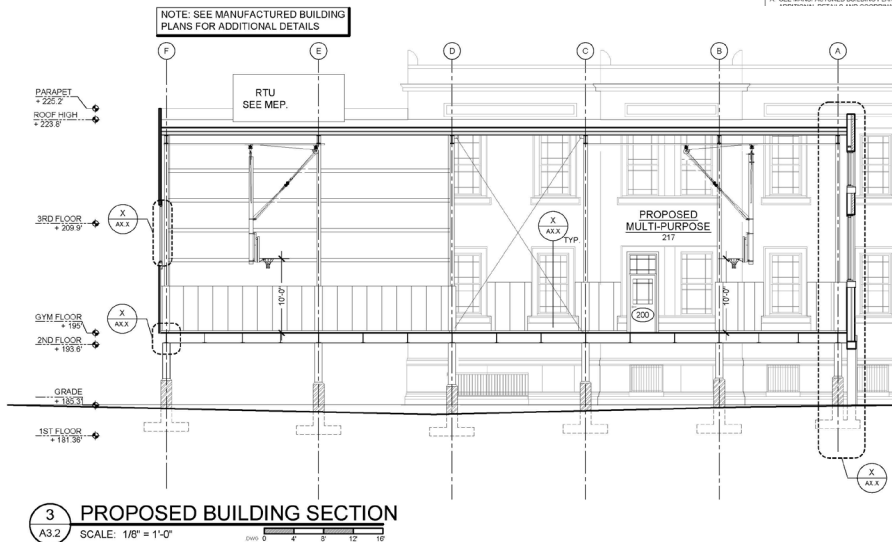 NOTE: SEE MANUFACTURED BUILDING
PLANS FOR ADDITIONAL DETAILS
F
E
D
C
B
A
RTU
SEE MEP.
PARAPET
+ 225.2'
ROOF HIGH
+ 223.8'
3RD FLOOR
+ 209.9'
X
AX.X
X
AX.X
TYP.
PROPOSED
MULTI-PURPOSE
217
10'-0"
10'-0"
200
GYM FLOOR
+ 195'
X
AX.X
2ND FLOOR
+ 193.6'
GRADE
+ 185.3'
1ST FLOOR
+ 181.36'
X
AX.X
3
A3.2
PROPOSED BUILDING SECTION
SCALE: 1/8" = 1'-0"
DWG 0 4' 8' 12' 16'